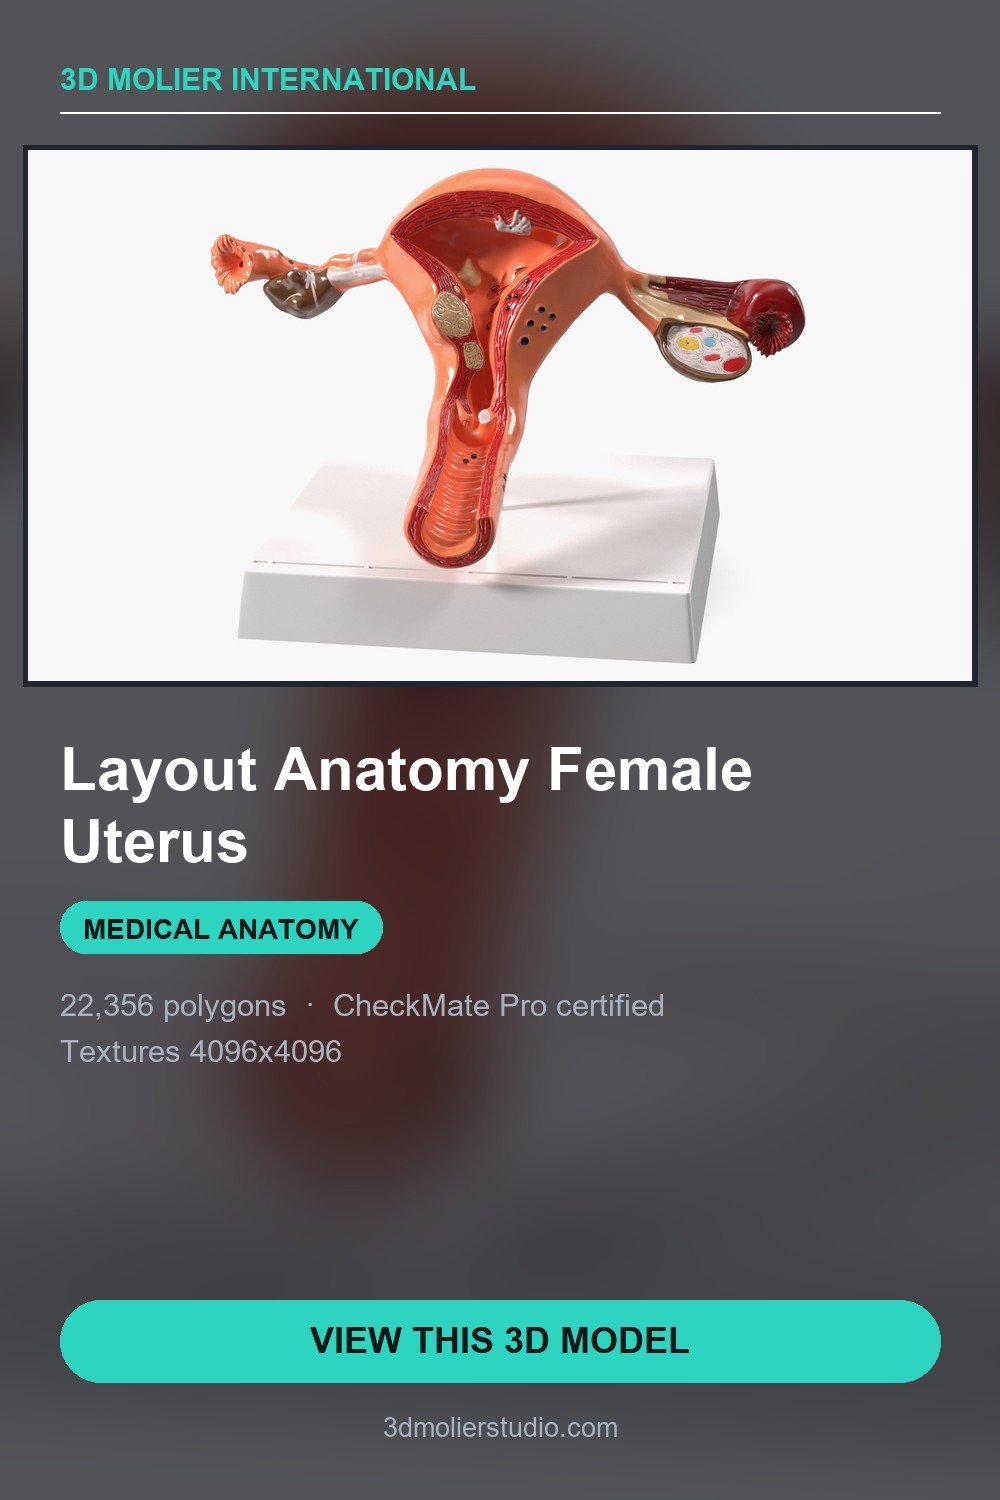 3D MOLIER INTERNATIONAL
Layout Anatomy Female
Uterus
MEDICAL ANATOMY
22,356 polygons · CheckMate Pro certified
Textures 4096x4096
VIEW THIS 3D MODEL
3dmolierstudio.com